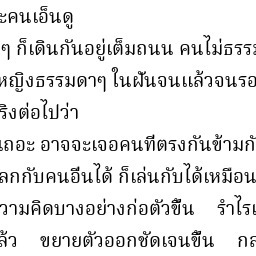 ะคนเอ็นดู
ๆ ก็เดินกันอยู่เต็มถนน คนไม่ธรรม
หญิงธรรมดาๆ ในฝันจนแล้วจนรอ
ริงต่อไปว่า
เถอะ อาจจะเจอคนที่ตรงกันข้ามกั
ลกกับคนอื่นได้ ก็เล่นกับได้เหมือน
วามคิดบางอย่างก่อตัวขึ้น รำไรเ
ล้ว ขยายตัวออกชัดเจนขึ้น กล